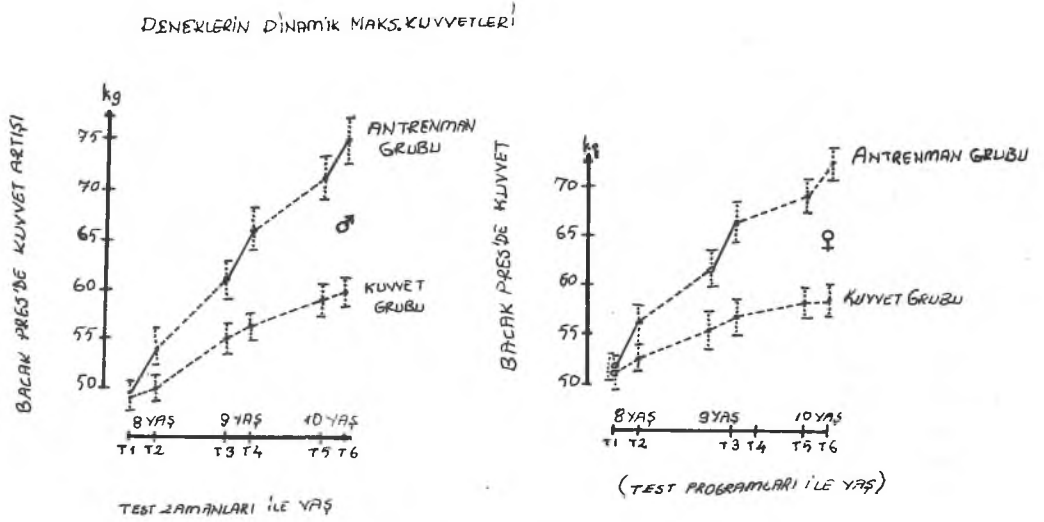 DENEKLERİN DİNAMİK MAKS. KUVVETLERİ
BACAK PRES'DE KUVVET ARTIŞI
kg
75
70
65
60
55
50
ANTRENMAN
GRUBU
♂
KUVVET
GRUBU
8 YAŞ 9 YAŞ 10 YAŞ
T1 T2 T3 T4 T5 T6
TEST ZAMANLARI İLE YAŞ
BACAK PRES'DE KUVVET
kg
70
65
60
55
50
ANTRENMAN GRUBU
♀
KUVVET GRUBU
8 YAŞ 9 YAŞ 10 YAŞ
T1 T2 T3 T4 T5 T6
(TEST PROGRAMLARI İLE YAŞ)